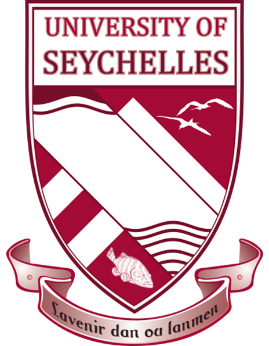 UNIVERSITY OF
SEYCHELLES
Lavenir dan ou lanmen